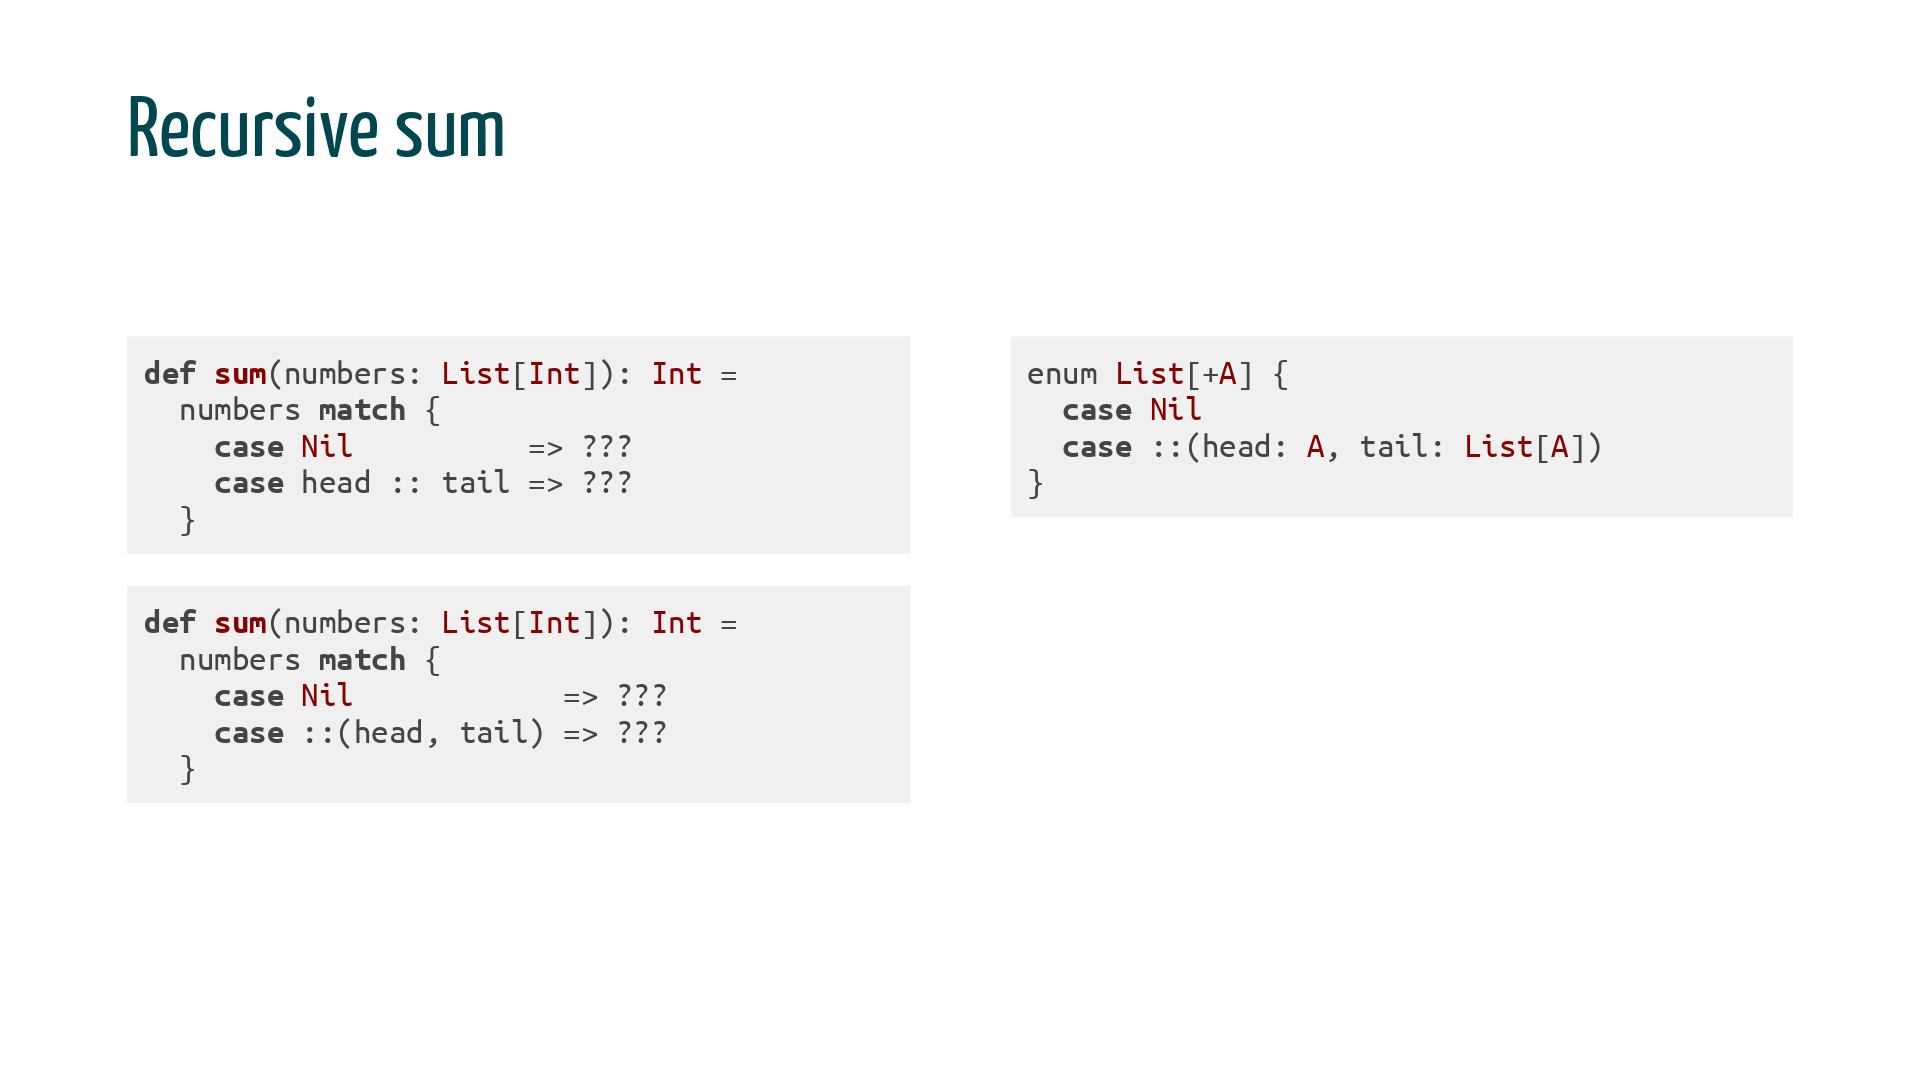 Recursive sum
def sum(numbers: List[Int]): Int =
  numbers match {
    case Nil          => ???
    case head :: tail => ???
  }
def sum(numbers: List[Int]): Int =
  numbers match {
    case Nil            => ???
    case ::(head, tail) => ???
  }
enum List[+A] {
  case Nil
  case ::(head: A, tail: List[A])
}